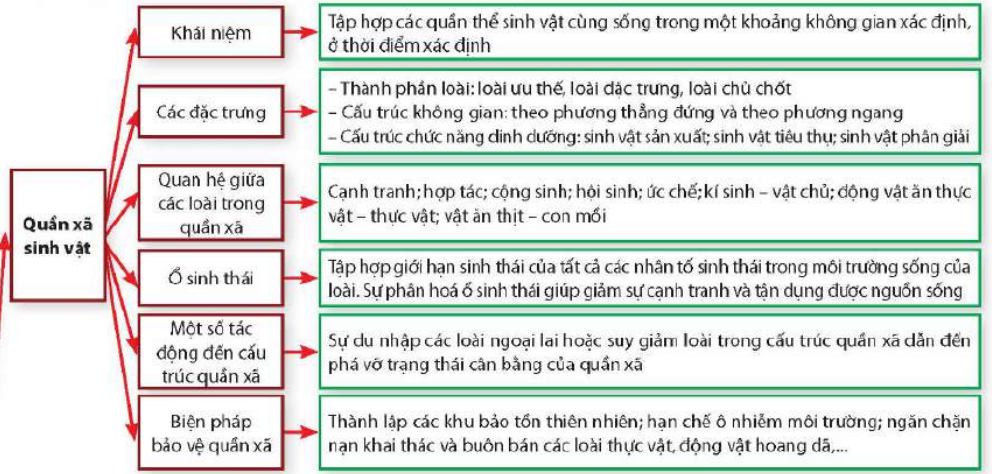 Khái niệm
Tập hợp các quần thể sinh vật cùng sống trong một khoảng không gian xác định,
ở thời điểm xác định
Các đặc trưng
– Thành phần loài: loài ưu thế, loài đặc trưng, loài chủ chốt
– Cấu trúc không gian: theo phương thẳng đứng và theo phương ngang
– Cấu trúc chức năng dinh dưỡng: sinh vật sản xuất; sinh vật tiêu thụ; sinh vật phân giải
Quần xã
sinh vật
Quan hệ giữa
các loài trong
quần xã
Cạnh tranh; hợp tác; cộng sinh; hội sinh; ức chế; kí sinh – vật chủ; động vật ăn thực
vật – thực vật; vật ăn thịt – con mồi
Ổ sinh thái
Tập hợp giới hạn sinh thái của tất cả các nhân tố sinh thái trong môi trường sống của
loài. Sự phân hoá ổ sinh thái giúp giảm sự cạnh tranh và tận dụng được nguồn sống
Một số tác
động đến cấu
trúc quần xã
Sự du nhập các loài ngoại lai hoặc suy giảm loài trong cấu trúc quần xã dẫn đến
phá vỡ trạng thái cân bằng của quần xã
Biện pháp
bảo vệ quần xã
Thành lập các khu bảo tồn thiên nhiên; hạn chế ô nhiễm môi trường; ngăn chặn
nạn khai thác và buôn bán các loài thực vật, động vật hoang dã,...